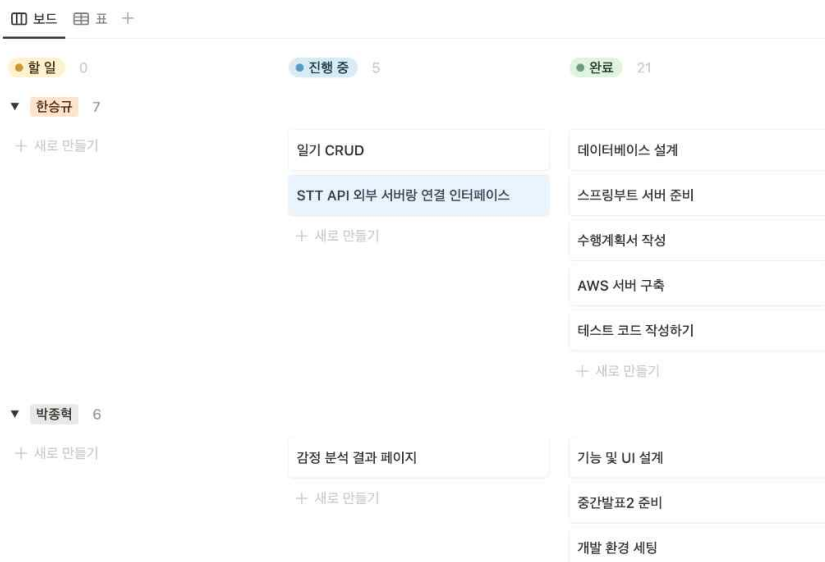 보드 표
할 일 0 진행 중 5 완료 21
한승규 7
새로 만들기
일기 CRUD
STT API 외부 서버랑 연결 인터페이스
새로 만들기
데이터베이스 설계
스프링부트 서버 준비
수행계획서 작성
AWS 서버 구축
테스트 코드 작성하기
새로 만들기
박종혁 6
새로 만들기
감정 분석 결과 페이지
새로 만들기
기능 및 UI 설계
중간발표2 준비
개발 환경 세팅